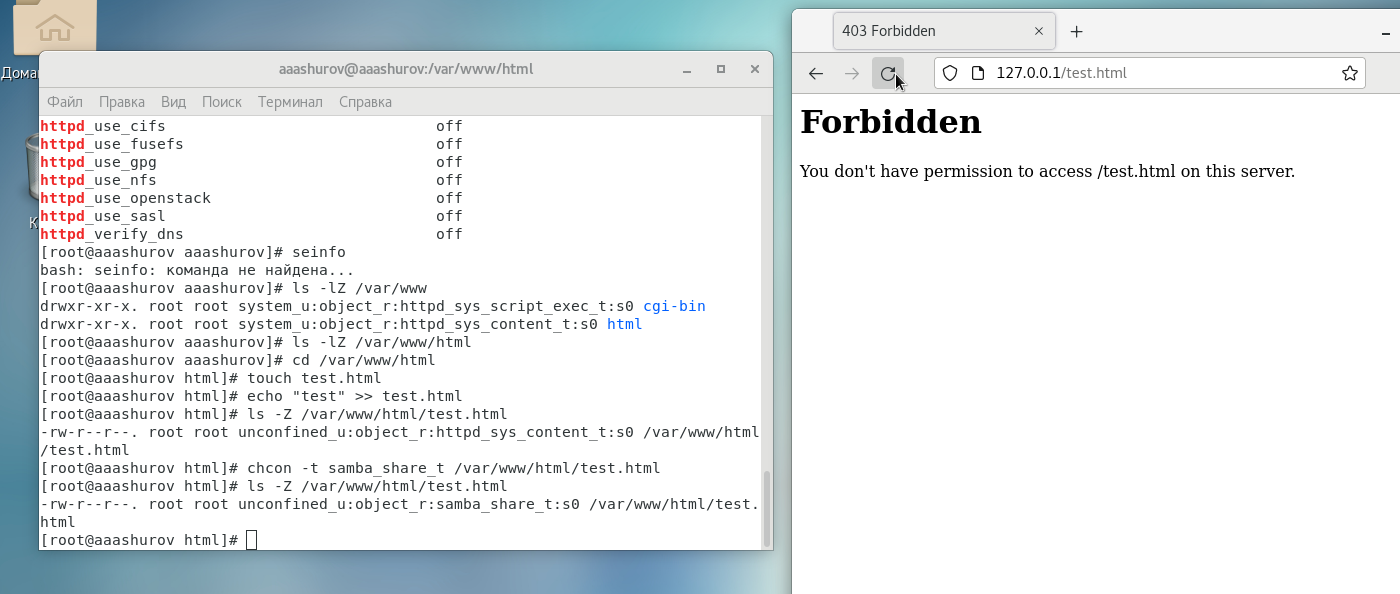 Дома
К
aaashurov@aaashurov:/var/www/html
Файл Правка Вид Поиск Терминал Справка
httpd_use_cifs off
httpd_use_fusefs off
httpd_use_gpg off
httpd_use_nfs off
httpd_use_openstack off
httpd_use_sasl off
httpd_verify_dns off
[root@aaashurov aaashurov]# seinfo
bash: seinfo: команда не найдена...
[root@aaashurov aaashurov]# ls -lZ /var/www
drwxr-xr-x. root root system_u:object_r:httpd_sys_script_exec_t:s0 cgi-bin
drwxr-xr-x. root root system_u:object_r:httpd_sys_content_t:s0 html
[root@aaashurov aaashurov]# ls -lZ /var/www/html
[root@aaashurov aaashurov]# cd /var/www/html
[root@aaashurov html]# touch test.html
[root@aaashurov html]# echo "test" >> test.html
[root@aaashurov html]# ls -Z /var/www/html/test.html
-rw-r--r--. root root unconfined_u:object_r:httpd_sys_content_t:s0 /var/www/html
/test.html
[root@aaashurov html]# chcon -t samba_share_t /var/www/html/test.html
[root@aaashurov html]# ls -Z /var/www/html/test.html
-rw-r--r--. root root unconfined_u:object_r:samba_share_t:s0 /var/www/html/test.
html
[root@aaashurov html]#
403 Forbidden
127.0.0.1/test.html
Forbidden
You don't have permission to access /test.html on this server.